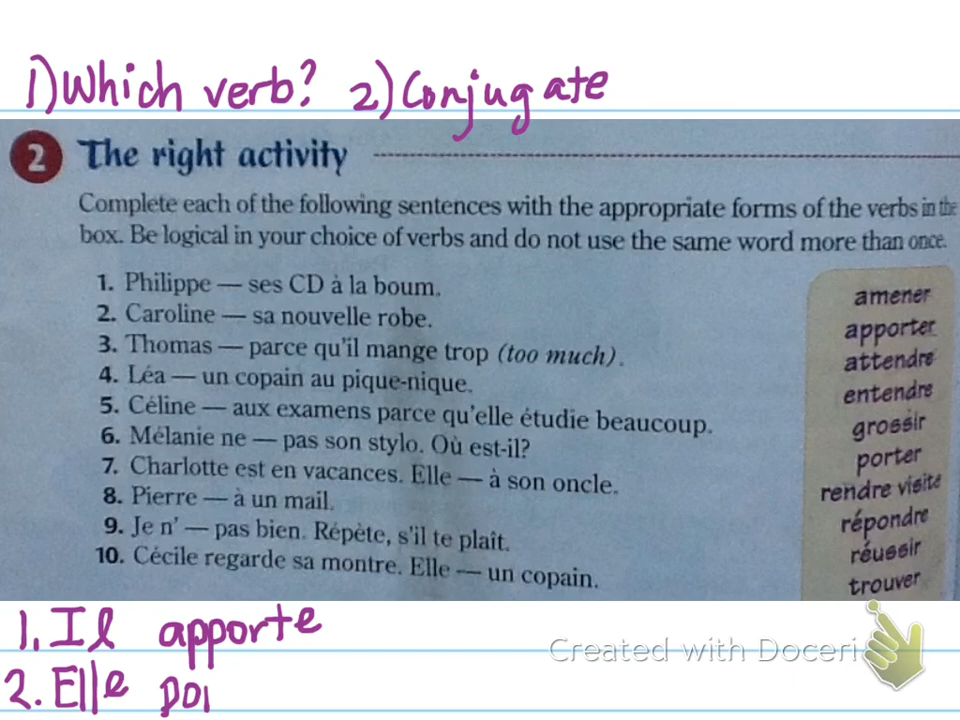 1) Which verb? 2) Conjugate
2 The right activity
Complete each of the following sentences with the appropriate forms of the verbs in the
box. Be logical in your choice of verbs and do not use the same word more than once.
1. Philippe — ses CD à la boum.
2. Caroline — sa nouvelle robe.
3. Thomas — parce qu'il mange trop (too much).
4. Léa — un copain au pique-nique.
5. Céline — aux examens parce qu'elle étudie beaucoup.
6. Mélanie ne — pas son stylo. Où est-il?
7. Charlotte est en vacances. Elle — à son oncle.
8. Pierre — à un mail.
9. Je n' — pas bien. Répète, s'il te plaît.
10. Cécile regarde sa montre. Elle — un copain.
amener
apporter
attendre
entendre
grossir
porter
rendre visite
répondre
réussir
trouver
1. Il apporte
2. Elle poi
Created with Doceri